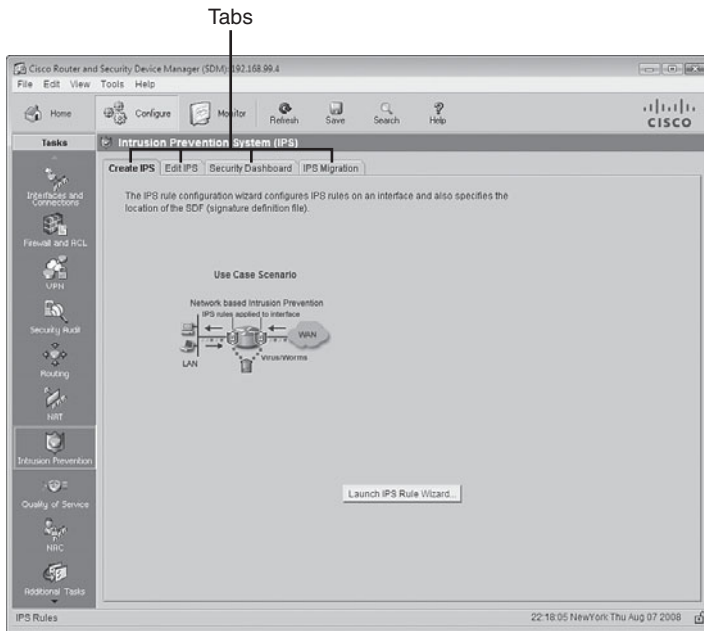 Tabs
Cisco Router and Security Device Manager (SDM): 192.168.99.4
File Edit View Tools Help
Home
Configure
Monitor
Refresh
Save
Search
Help
CISCO
Tasks
Intrusion Prevention System (IPS)
Create IPS
Edit IPS
Security Dashboard
IPS Migration
The IPS rule configuration wizard configures IPS rules on an interface and also specifies the
location of the SDF (signature definition file).
Use Case Scenario
Network based Intrusion Prevention
IPS rules applied to interface
WAN
LAN
Virus/Worms
Launch IPS Rule Wizard...
Interfaces and
Connections
Firewall and ACL
VPN
Security Audit
Routing
NAT
Intrusion Prevention
Quality of Service
NAC
Additional Tasks
IPS Rules
22:18:05 NewYork Thu Aug 07 2008